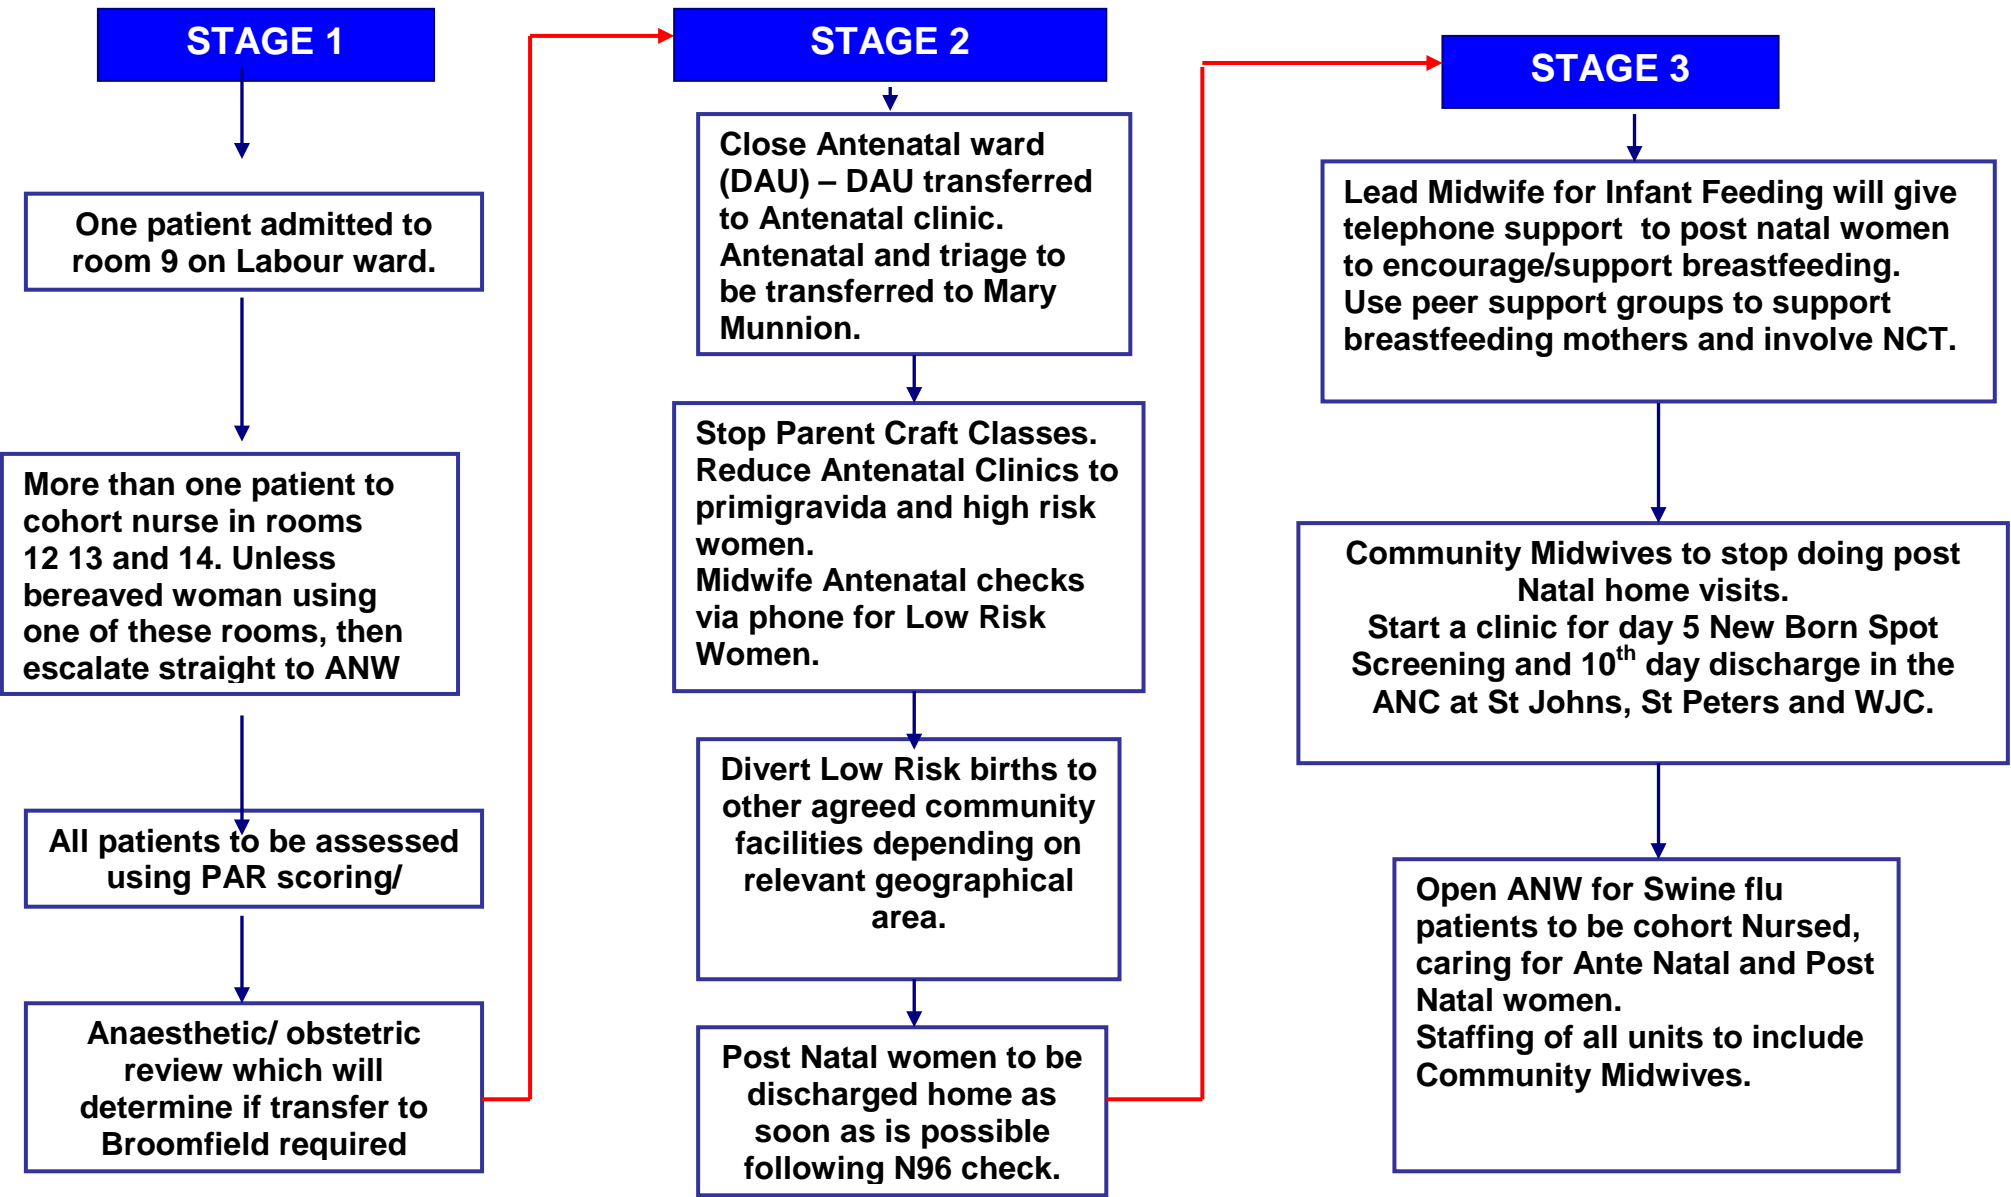 STAGE 1
One patient admitted to
room 9 on Labour ward.
More than one patient to
cohort nurse in rooms
12 13 and 14. Unless
bereaved woman using
one of these rooms, then
escalate straight to ANW
All patients to be assessed
using PAR scoring/
Anaesthetic/ obstetric
review which will
determine if transfer to
Broomfield required
STAGE 2
Close Antenatal ward
(DAU) – DAU transferred
to Antenatal clinic.
Antenatal and triage to
be transferred to Mary
Munnion.
Stop Parent Craft Classes.
Reduce Antenatal Clinics to
primigravida and high risk
women.
Midwife Antenatal checks
via phone for Low Risk
Women.
Divert Low Risk births to
other agreed community
facilities depending on
relevant geographical
area.
Post Natal women to be
discharged home as
soon as is possible
following N96 check.
STAGE 3
Lead Midwife for Infant Feeding will give
telephone support to post natal women
to encourage/support breastfeeding.
Use peer support groups to support
breastfeeding mothers and involve NCT.
Community Midwives to stop doing post
Natal home visits.
Start a clinic for day 5 New Born Spot
Screening and 10th day discharge in the
ANC at St Johns, St Peters and WJC.
Open ANW for Swine flu
patients to be cohort Nursed,
caring for Ante Natal and Post
Natal women.
Staffing of all units to include
Community Midwives.